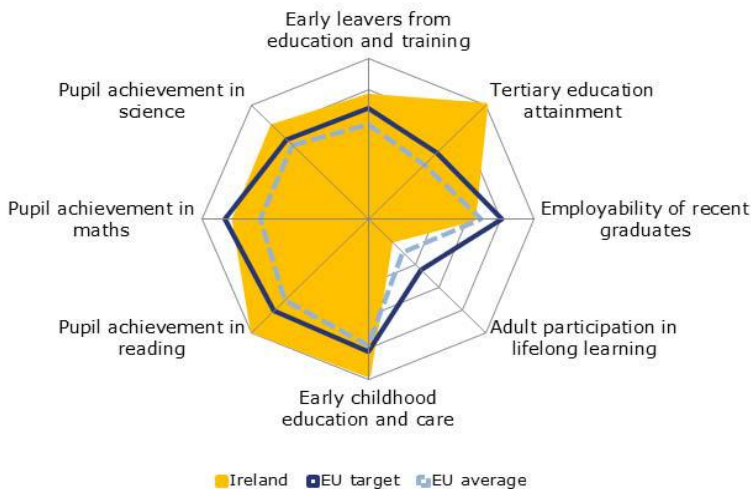 Early leavers from
education and training
Pupil achievement in
science
Tertiary education
attainment
Pupil achievement in
maths
Employability of recent
graduates
Pupil achievement in
reading
Adult participation in
lifelong learning
Early childhood
education and care
Ireland EU target EU average